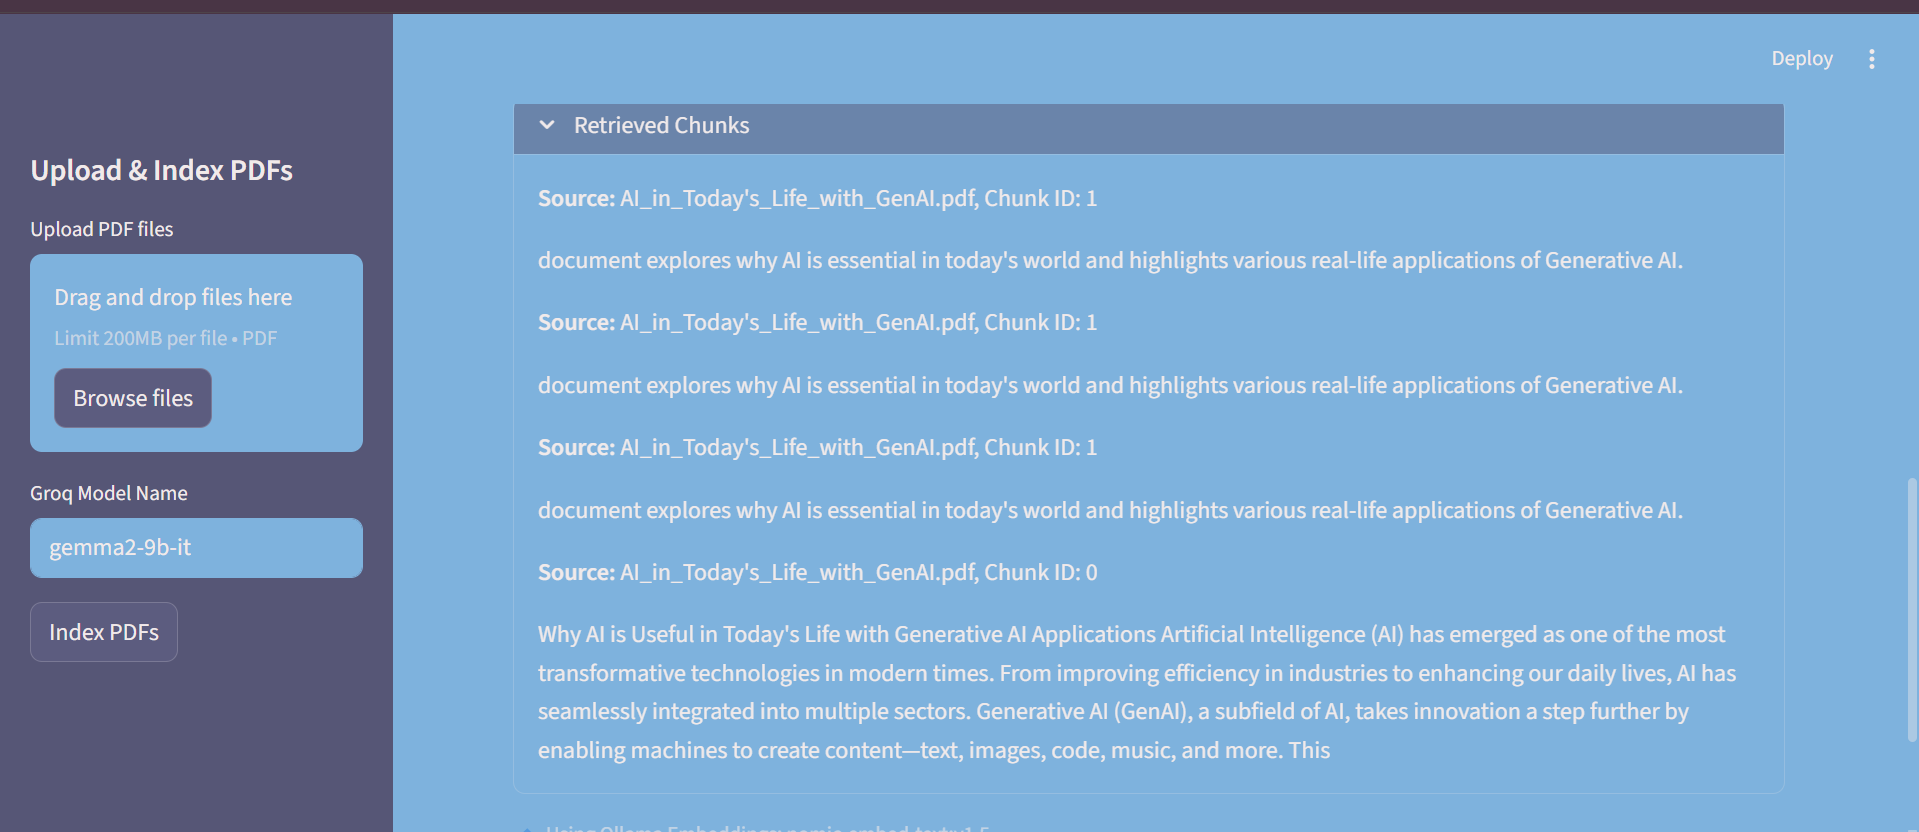 Deploy
Upload & Index PDFs
Upload PDF files
Drag and drop files here
Limit 200MB per file • PDF
Browse files
Groq Model Name
gemma2-9b-it
Index PDFs
Retrieved Chunks
Source: AI_in_Today's_Life_with_GenAI.pdf, Chunk ID: 1
document explores why AI is essential in today's world and highlights various real-life applications of Generative AI.
Source: AI_in_Today's_Life_with_GenAI.pdf, Chunk ID: 1
document explores why AI is essential in today's world and highlights various real-life applications of Generative AI.
Source: AI_in_Today's_Life_with_GenAI.pdf, Chunk ID: 1
document explores why AI is essential in today's world and highlights various real-life applications of Generative AI.
Source: AI_in_Today's_Life_with_GenAI.pdf, Chunk ID: 0
Why AI is Useful in Today's Life with Generative AI Applications Artificial Intelligence (AI) has emerged as one of the most
transformative technologies in modern times. From improving efficiency in industries to enhancing our daily lives, AI has
seamlessly integrated into multiple sectors. Generative AI (GenAI), a subfield of AI, takes innovation a step further by
enabling machines to create content—text, images, code, music, and more. This
Using Ollama Embeddings: